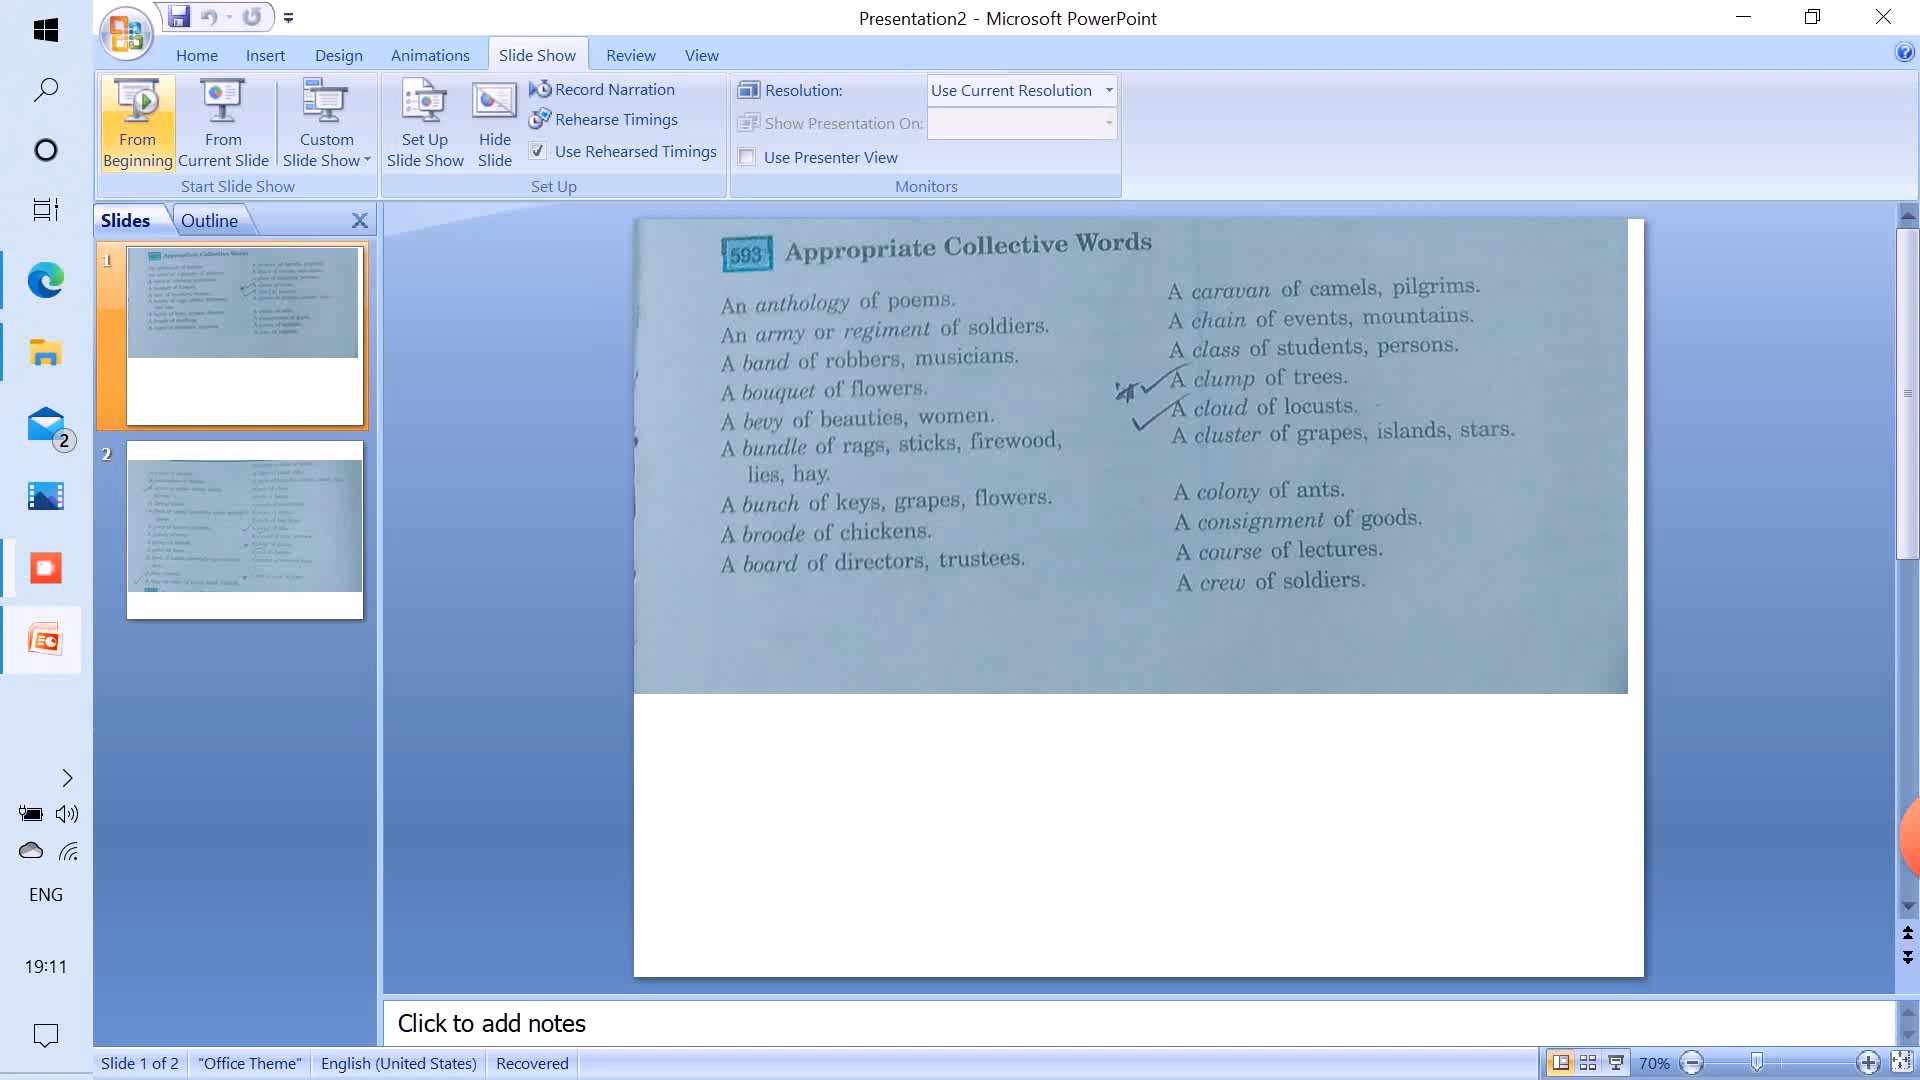 Presentation2 - Microsoft PowerPoint
Home Insert Design Animations Slide Show Review View
From Beginning
From Current Slide
Custom Slide Show
Start Slide Show
Set Up Slide Show
Hide Slide
Record Narration
Rehearse Timings
Use Rehearsed Timings
Set Up
Resolution: Use Current Resolution
Show Presentation On:
Use Presenter View
Monitors
Slides Outline
1
2
593 Appropriate Collective Words
An anthology of poems.
An army or regiment of soldiers.
A band of robbers, musicians.
A bouquet of flowers.
A bevy of beauties, women.
A bundle of rags, sticks, firewood,
lies, hay.
A bunch of keys, grapes, flowers.
A broode of chickens.
A board of directors, trustees.
A caravan of camels, pilgrims.
A chain of events, mountains.
A class of students, persons.
A clump of trees.
A cloud of locusts.
A cluster of grapes, islands, stars.
A colony of ants.
A consignment of goods.
A course of lectures.
A crew of soldiers.
Click to add notes
Slide 1 of 2 "Office Theme" English (United States) Recovered 70%
2
ENG
19:11